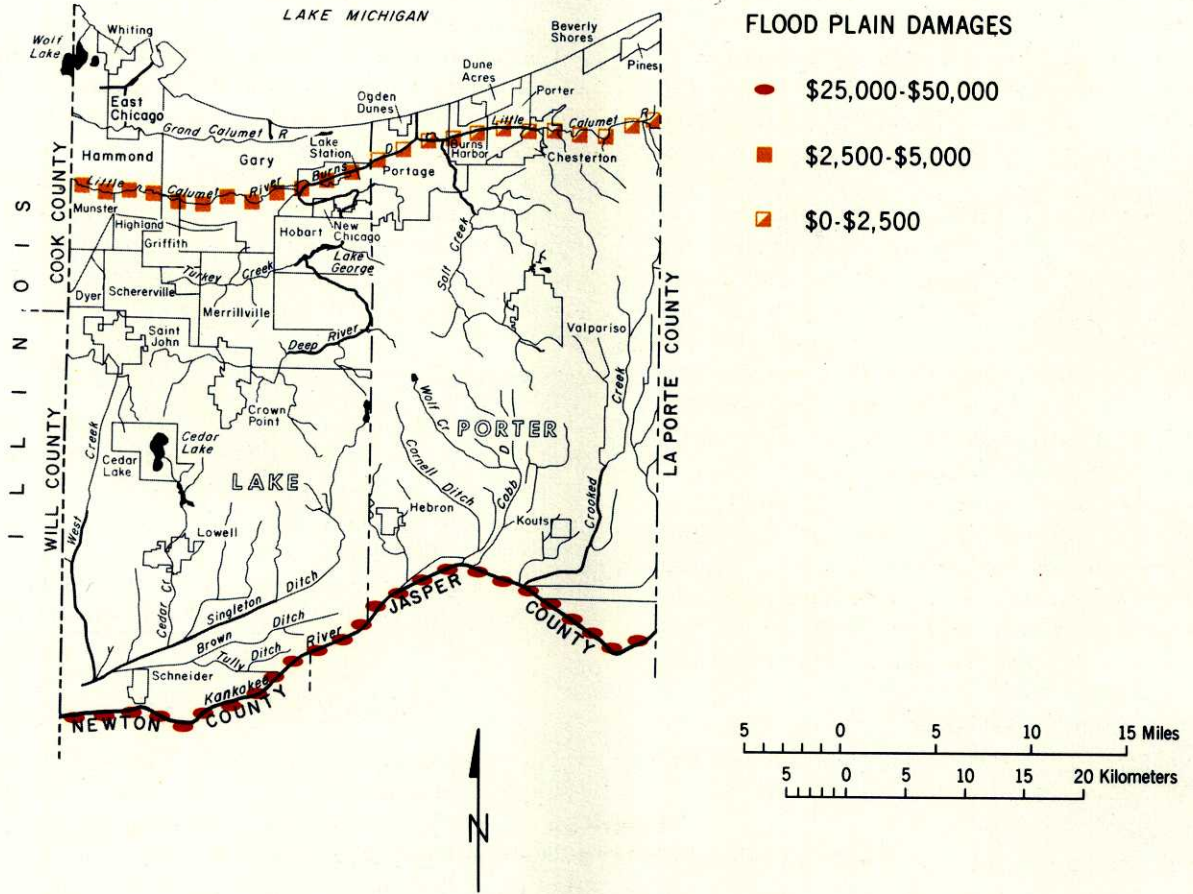 LAKE MICHIGAN
Whiting
Wolf
Lake
East
Chicago
Grand Calumet R
Hammond
Gary
Lake
Station
Ogden
Dunes
Dune
Acres
Beverly
Shores
Pines
Porter
Little Calumet R
Burns
Harbor
Chesterton
Burns D
Portage
Little Calumet River
Munster
Highland
Griffith
Hobart
New
Chicago
Lake
George
Turkey Creek
Dyer
Schererville
Merrillville
Salt Creek
Valpariso
Saint
John
Deep River
Crown
Point
Cedar
Lake
Cedar
Lake
LAKE
PORTER
Wolf Cr
Cornell Ditch
Cobb D
Crooked Creek
Hebron
Kouts
Lowell
West Creek
Cedar Cr
Singleton Ditch
Brown Ditch
Tully Ditch
Schneider
Kankakee River
NEWTON COUNTY
JASPER COUNTY
ILLINOIS
COOK COUNTY
WILL COUNTY
LA PORTE COUNTY
N
FLOOD PLAIN DAMAGES
$25,000-$50,000
$2,500-$5,000
$0-$2,500
5 0 5 10 15 Miles
5 0 5 10 15 20 Kilometers